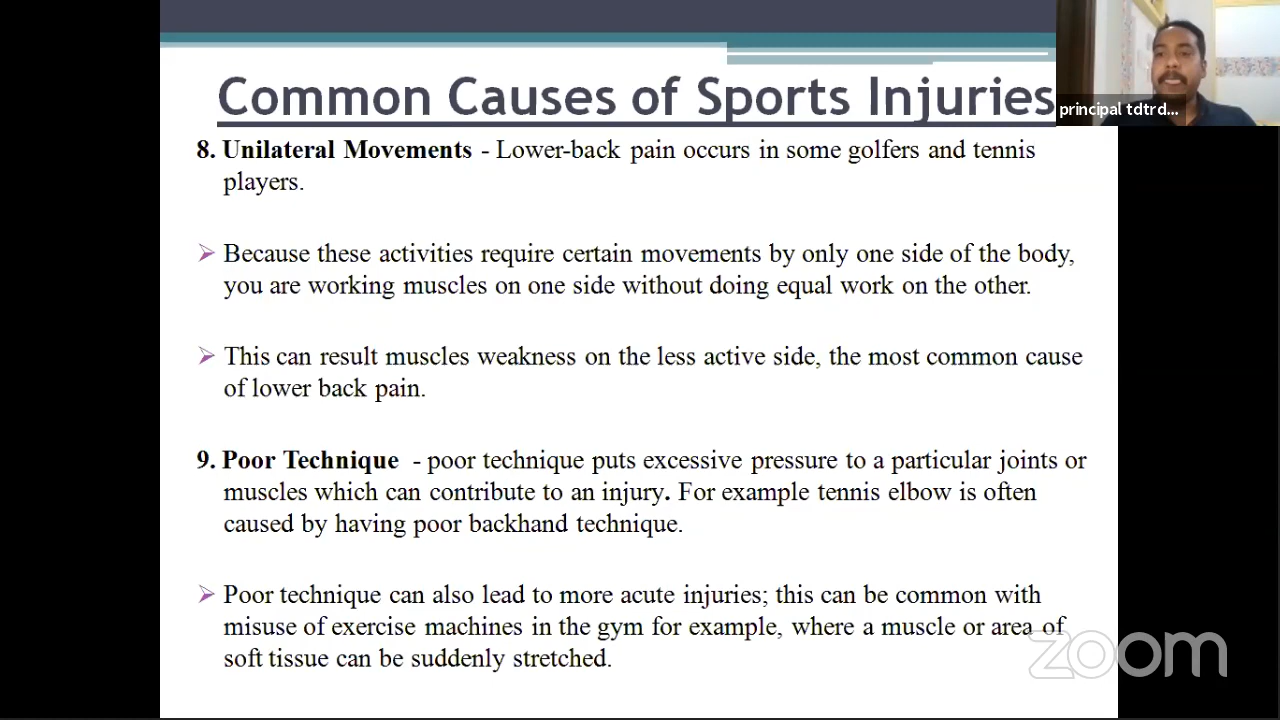 Common Causes of Sports Injuries
principal tdtrd...
8. Unilateral Movements - Lower-back pain occurs in some golfers and tennis
players.
Because these activities require certain movements by only one side of the body,
you are working muscles on one side without doing equal work on the other.
This can result muscles weakness on the less active side, the most common cause
of lower back pain.
9. Poor Technique - poor technique puts excessive pressure to a particular joints or
muscles which can contribute to an injury. For example tennis elbow is often
caused by having poor backhand technique.
Poor technique can also lead to more acute injuries; this can be common with
misuse of exercise machines in the gym for example, where a muscle or area of
soft tissue can be suddenly stretched.
zoom